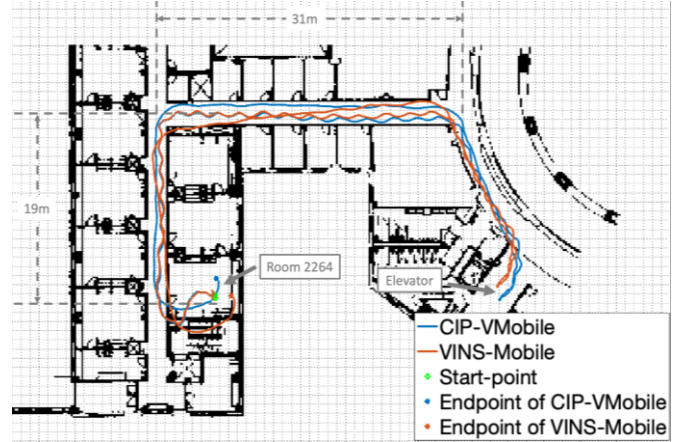 31m
19m
Room 2264
Elevator
CIP-VMobile
VINS-Mobile
Start-point
Endpoint of CIP-VMobile
Endpoint of VINS-Mobile